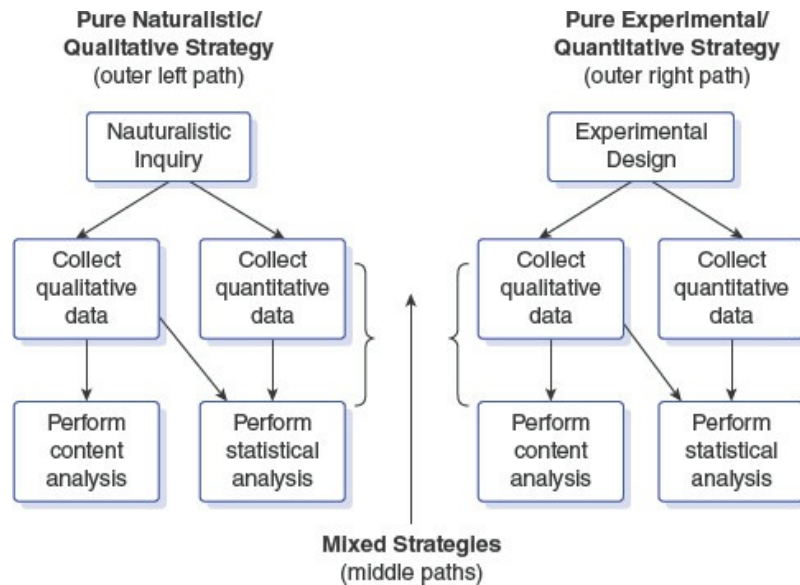 Pure Naturalistic/
Qualitative Strategy
(outer left path)
Pure Experimental/
Quantitative Strategy
(outer right path)
Nauturalistic
Inquiry
Experimental
Design
Collect
qualitative
data
Collect
quantitative
data
Collect
qualitative
data
Collect
quantitative
data
Perform
content
analysis
Perform
statistical
analysis
Perform
content
analysis
Perform
statistical
analysis
Mixed Strategies
(middle paths)